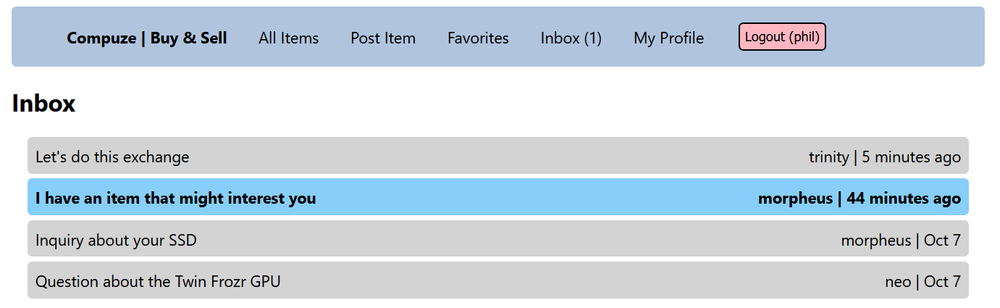 Compuze | Buy & Sell All Items Post Item Favorites Inbox (1) My Profile Logout (phil)
Inbox
Let's do this exchange trinity | 5 minutes ago
I have an item that might interest you morpheus | 44 minutes ago
Inquiry about your SSD morpheus | Oct 7
Question about the Twin Frozr GPU neo | Oct 7